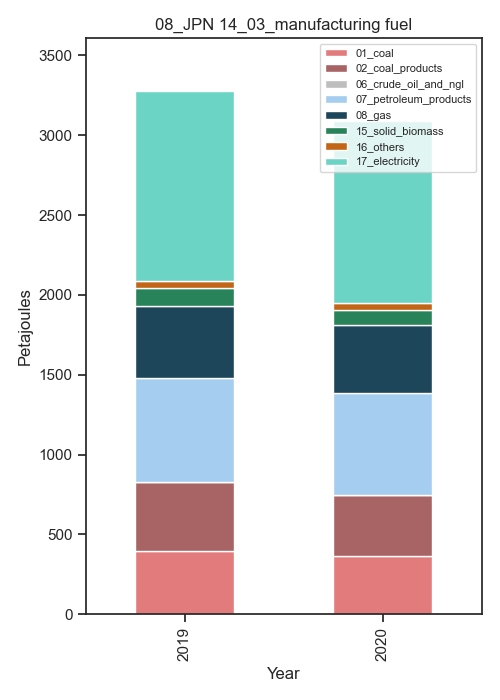 08_JPN 14_03_manufacturing fuel
01_coal
02_coal_products
06_crude_oil_and_ngl
07_petroleum_products
08_gas
15_solid_biomass
16_others
17_electricity
Petajoules
3500
3000
2500
2000
1500
1000
500
0
2019
2020
Year